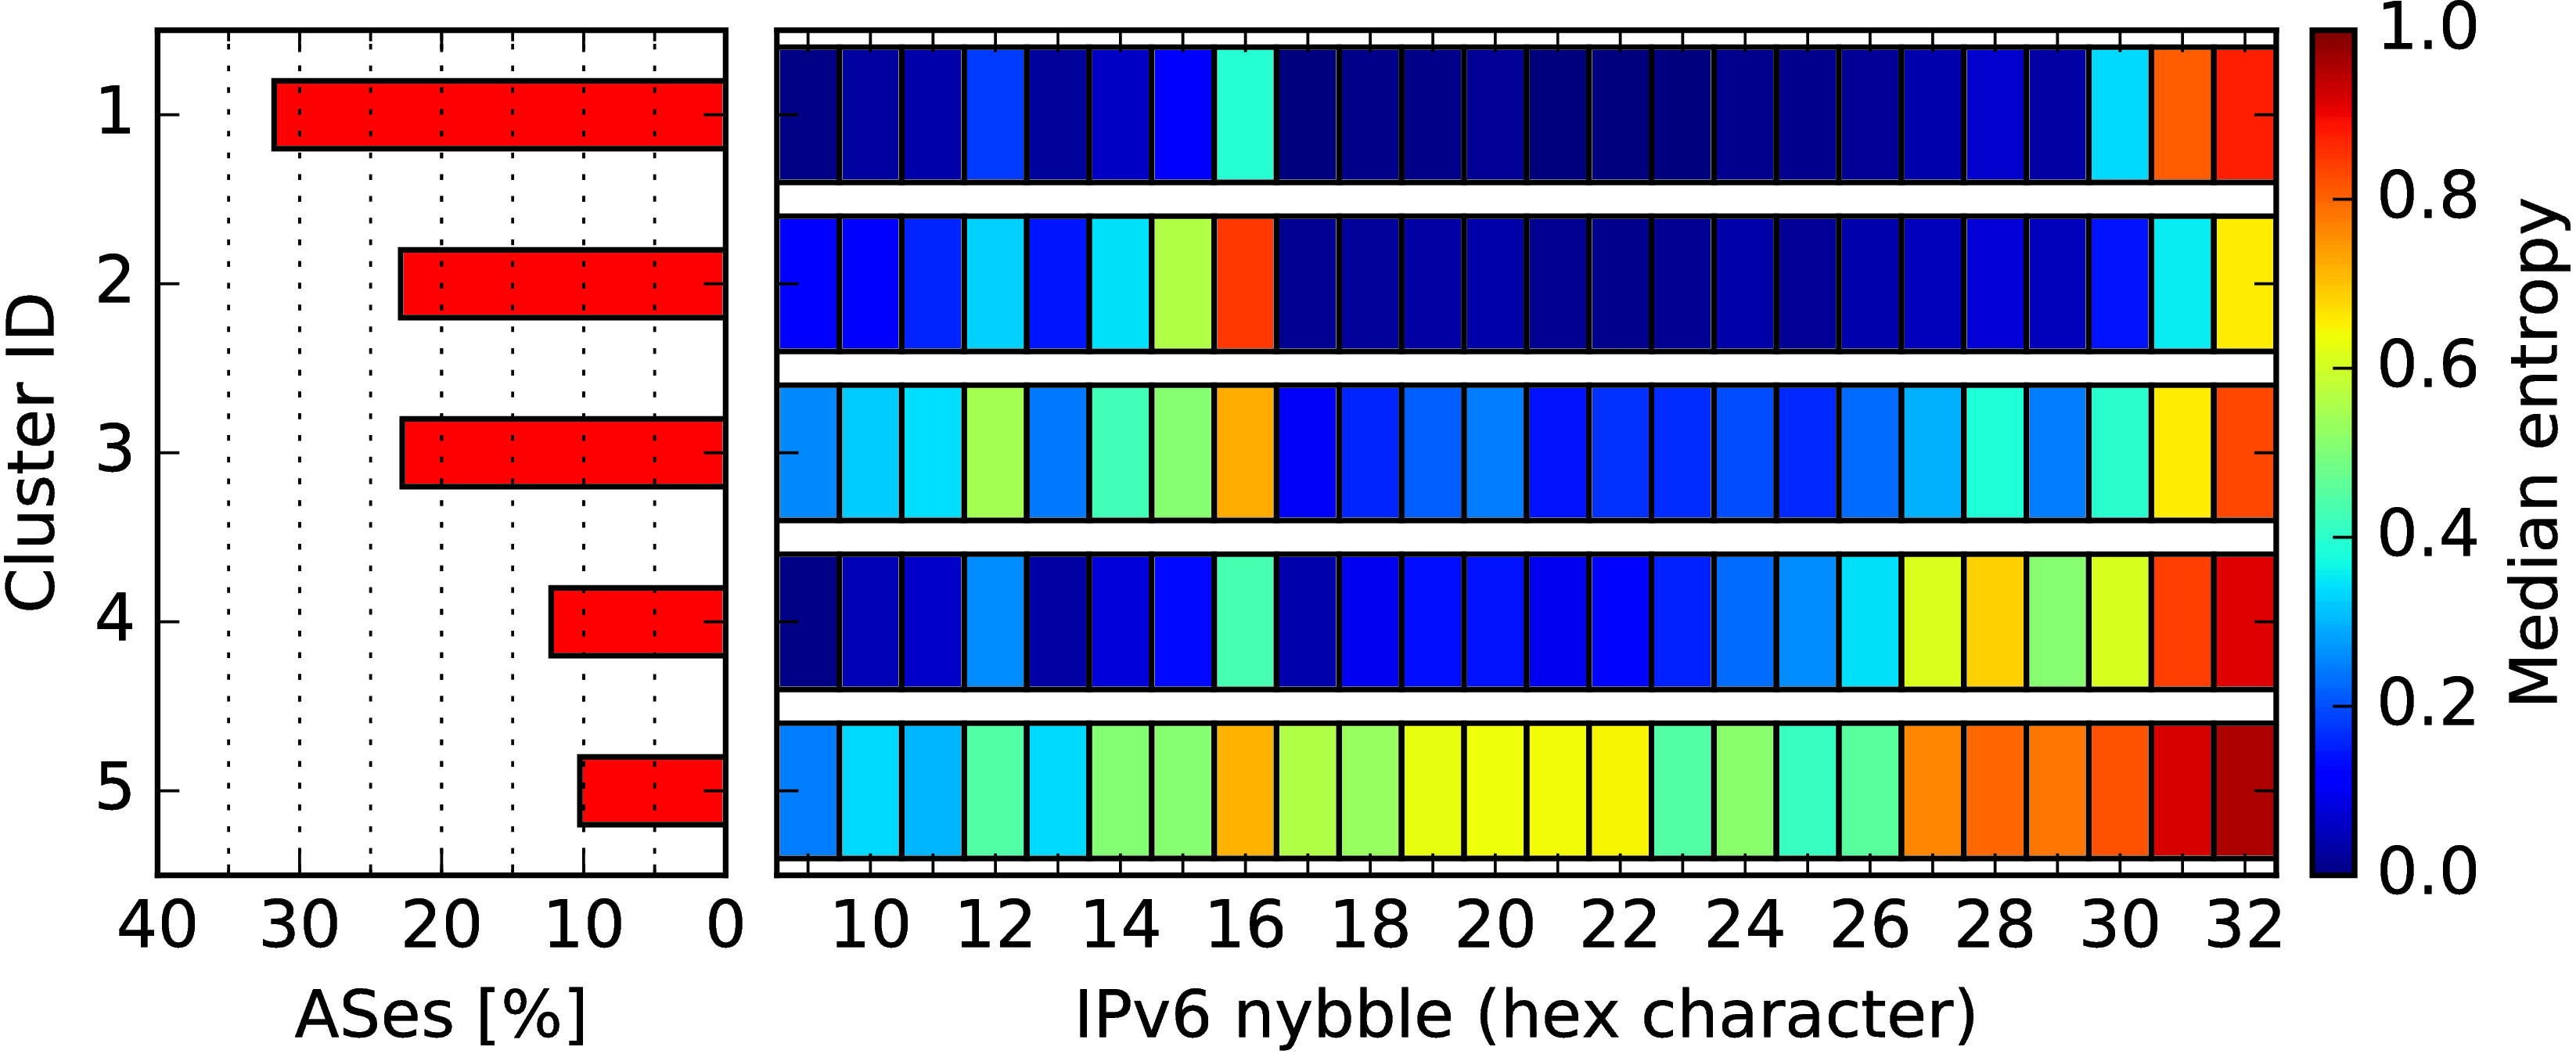 Cluster ID
1
2
3
4
5
40 30 20 10 0
ASes [%]
10 12 14 16 18 20 22 24 26 28 30 32
IPv6 nybble (hex character)
1.0
0.8
0.6
0.4
0.2
0.0
Median entropy